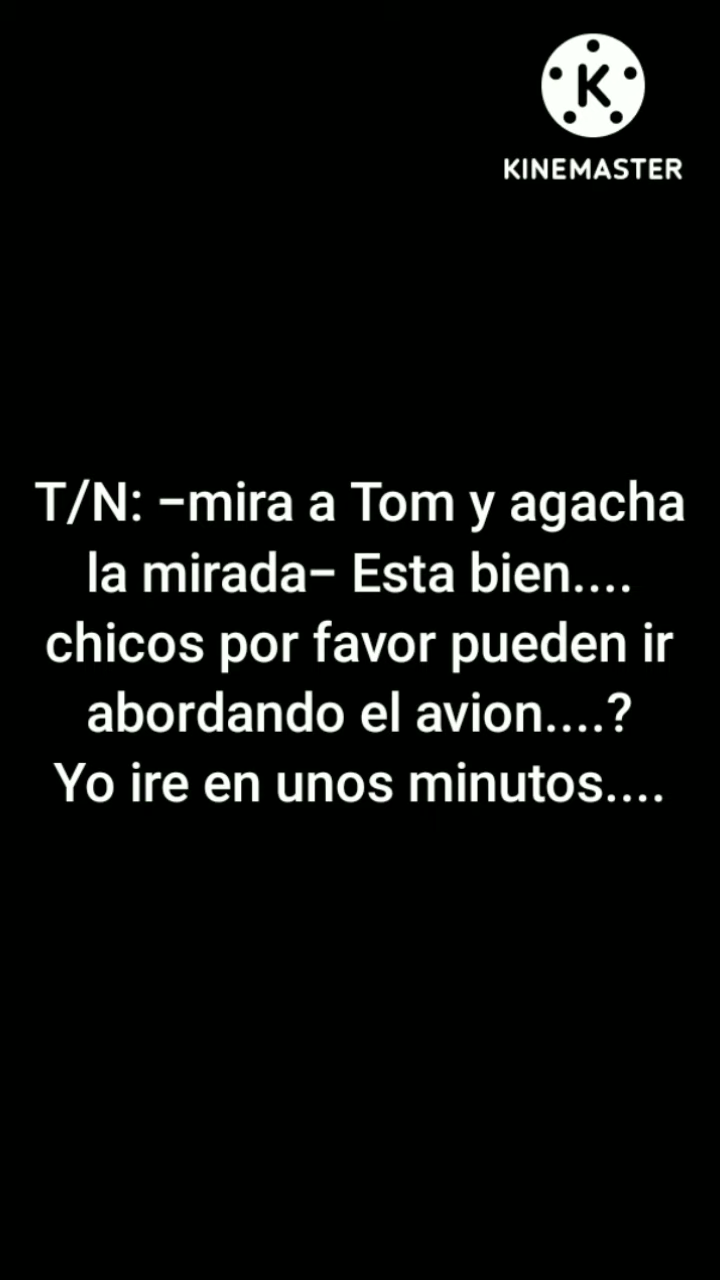 K
KINEMASTER
T/N: -mira a Tom y agacha
la mirada- Esta bien....
chicos por favor pueden ir
abordando el avion....?
Yo ire en unos minutos....